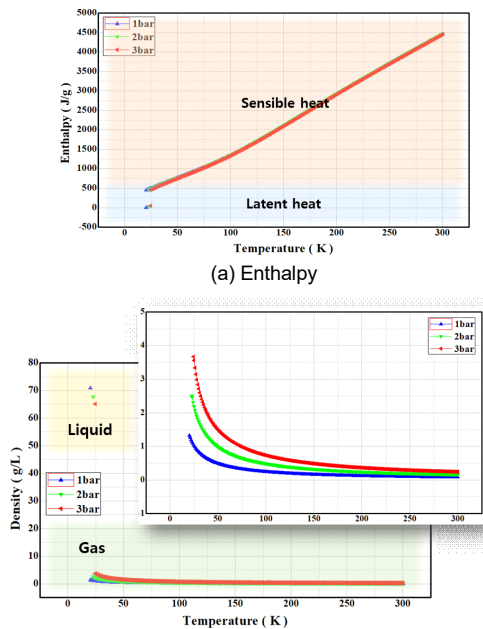 5000
4500
4000
3500
3000
2500
2000
1500
1000
500
0
-500
Enthalpy ( J/g )
1bar
2bar
3bar
Sensible heat
Latent heat
0 50 100 150 200 250 300
Temperature ( K )
(a) Enthalpy
80
70
60
50
40
30
20
10
0
Density ( g/L )
Liquid
1bar
2bar
3bar
Gas
0 50 100 150 200 250 300
Temperature ( K )
5
4
3
2
1
0
-1
1bar
2bar
3bar
0 50 100 150 200 250 300